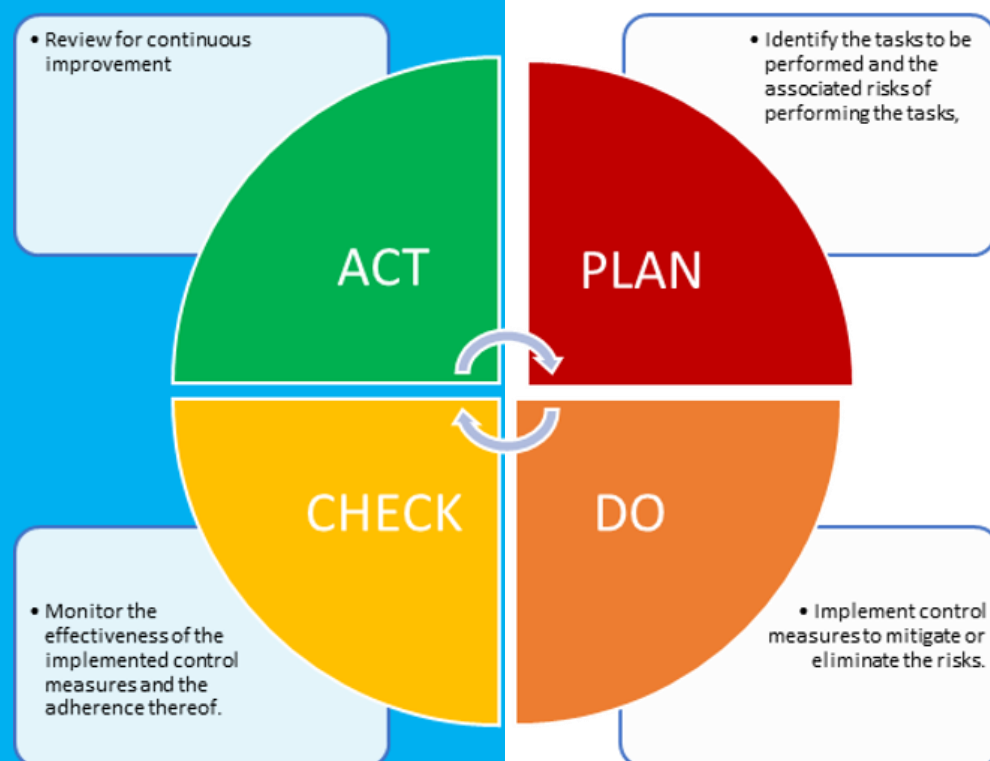 • Review for continuous
improvement
• Identify the tasks to be
performed and the
associated risks of
performing the tasks,
ACT
PLAN
CHECK
DO
• Monitor the
effectiveness of the
implemented control
measures and the
adherence thereof.
• Implement control
measures to mitigate or
eliminate the risks.